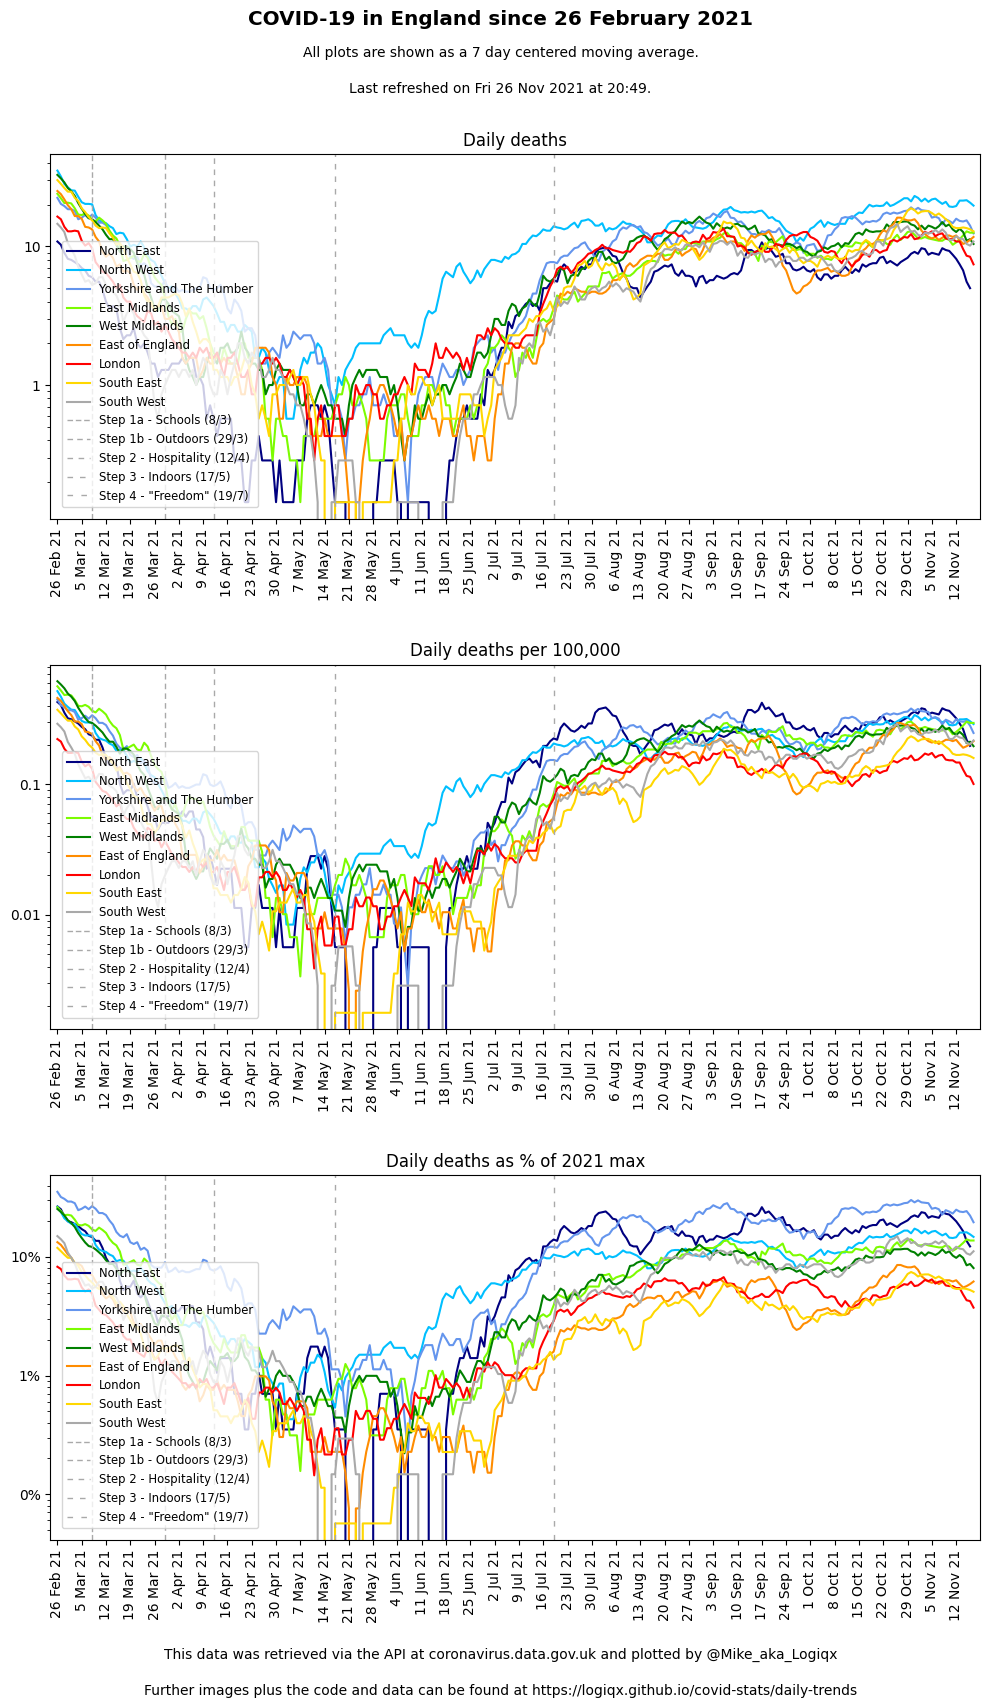 COVID-19 in England since 26 February 2021
All plots are shown as a 7 day centered moving average.
Last refreshed on Fri 26 Nov 2021 at 20:49.
Daily deaths
10
1
North East
North West
Yorkshire and The Humber
East Midlands
West Midlands
East of England
London
South East
South West
Step 1a - Schools (8/3)
Step 1b - Outdoors (29/3)
Step 2 - Hospitality (12/4)
Step 3 - Indoors (17/5)
Step 4 - "Freedom" (19/7)
26 Feb 21
5 Mar 21
12 Mar 21
19 Mar 21
26 Mar 21
2 Apr 21
9 Apr 21
16 Apr 21
23 Apr 21
30 Apr 21
7 May 21
14 May 21
21 May 21
28 May 21
4 Jun 21
11 Jun 21
18 Jun 21
25 Jun 21
2 Jul 21
9 Jul 21
16 Jul 21
23 Jul 21
30 Jul 21
6 Aug 21
13 Aug 21
20 Aug 21
27 Aug 21
3 Sep 21
10 Sep 21
17 Sep 21
24 Sep 21
1 Oct 21
8 Oct 21
15 Oct 21
22 Oct 21
29 Oct 21
5 Nov 21
12 Nov 21
Daily deaths per 100,000
0.1
0.01
North East
North West
Yorkshire and The Humber
East Midlands
West Midlands
East of England
London
South East
South West
Step 1a - Schools (8/3)
Step 1b - Outdoors (29/3)
Step 2 - Hospitality (12/4)
Step 3 - Indoors (17/5)
Step 4 - "Freedom" (19/7)
26 Feb 21
5 Mar 21
12 Mar 21
19 Mar 21
26 Mar 21
2 Apr 21
9 Apr 21
16 Apr 21
23 Apr 21
30 Apr 21
7 May 21
14 May 21
21 May 21
28 May 21
4 Jun 21
11 Jun 21
18 Jun 21
25 Jun 21
2 Jul 21
9 Jul 21
16 Jul 21
23 Jul 21
30 Jul 21
6 Aug 21
13 Aug 21
20 Aug 21
27 Aug 21
3 Sep 21
10 Sep 21
17 Sep 21
24 Sep 21
1 Oct 21
8 Oct 21
15 Oct 21
22 Oct 21
29 Oct 21
5 Nov 21
12 Nov 21
Daily deaths as % of 2021 max
10%
1%
0%
North East
North West
Yorkshire and The Humber
East Midlands
West Midlands
East of England
London
South East
South West
Step 1a - Schools (8/3)
Step 1b - Outdoors (29/3)
Step 2 - Hospitality (12/4)
Step 3 - Indoors (17/5)
Step 4 - "Freedom" (19/7)
26 Feb 21
5 Mar 21
12 Mar 21
19 Mar 21
26 Mar 21
2 Apr 21
9 Apr 21
16 Apr 21
23 Apr 21
30 Apr 21
7 May 21
14 May 21
21 May 21
28 May 21
4 Jun 21
11 Jun 21
18 Jun 21
25 Jun 21
2 Jul 21
9 Jul 21
16 Jul 21
23 Jul 21
30 Jul 21
6 Aug 21
13 Aug 21
20 Aug 21
27 Aug 21
3 Sep 21
10 Sep 21
17 Sep 21
24 Sep 21
1 Oct 21
8 Oct 21
15 Oct 21
22 Oct 21
29 Oct 21
5 Nov 21
12 Nov 21
This data was retrieved via the API at coronavirus.data.gov.uk and plotted by @Mike_aka_Logiqx
Further images plus the code and data can be found at https://logiqx.github.io/covid-stats/daily-trends